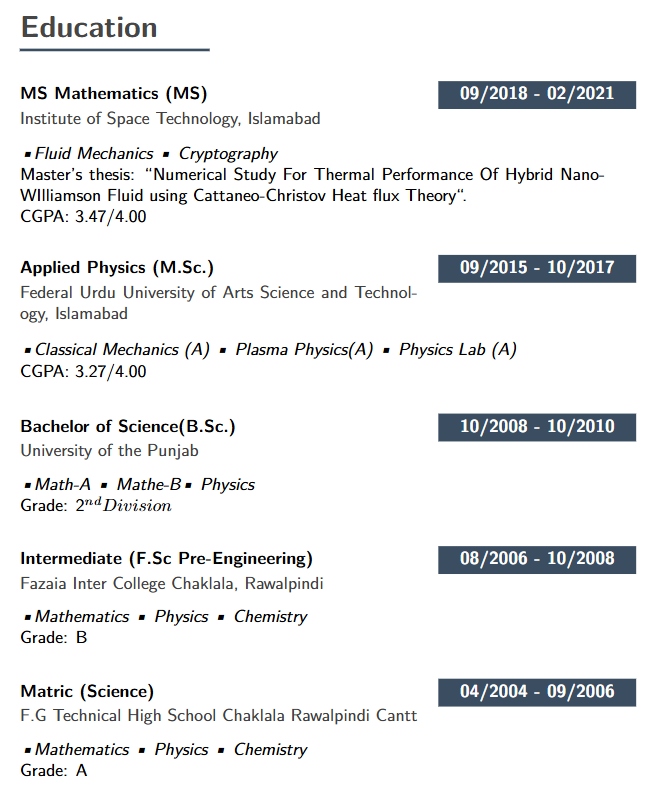 Education
MS Mathematics (MS)
09/2018 - 02/2021
Institute of Space Technology, Islamabad
▪Fluid Mechanics ▪ Cryptography
Master's thesis: “Numerical Study For Thermal Performance Of Hybrid Nano-
WIlliamson Fluid using Cattaneo-Christov Heat flux Theory“.
CGPA: 3.47/4.00
Applied Physics (M.Sc.)
09/2015 - 10/2017
Federal Urdu University of Arts Science and Technol-
ogy, Islamabad
▪Classical Mechanics (A) ▪ Plasma Physics(A) ▪ Physics Lab (A)
CGPA: 3.27/4.00
Bachelor of Science(B.Sc.)
10/2008 - 10/2010
University of the Punjab
▪Math-A ▪ Mathe-B▪ Physics
Grade: 2ⁿᵈDivision
Intermediate (F.Sc Pre-Engineering)
08/2006 - 10/2008
Fazaia Inter College Chaklala, Rawalpindi
▪Mathematics ▪ Physics ▪ Chemistry
Grade: B
Matric (Science)
04/2004 - 09/2006
F.G Technical High School Chaklala Rawalpindi Cantt
▪Mathematics ▪ Physics ▪ Chemistry
Grade: A